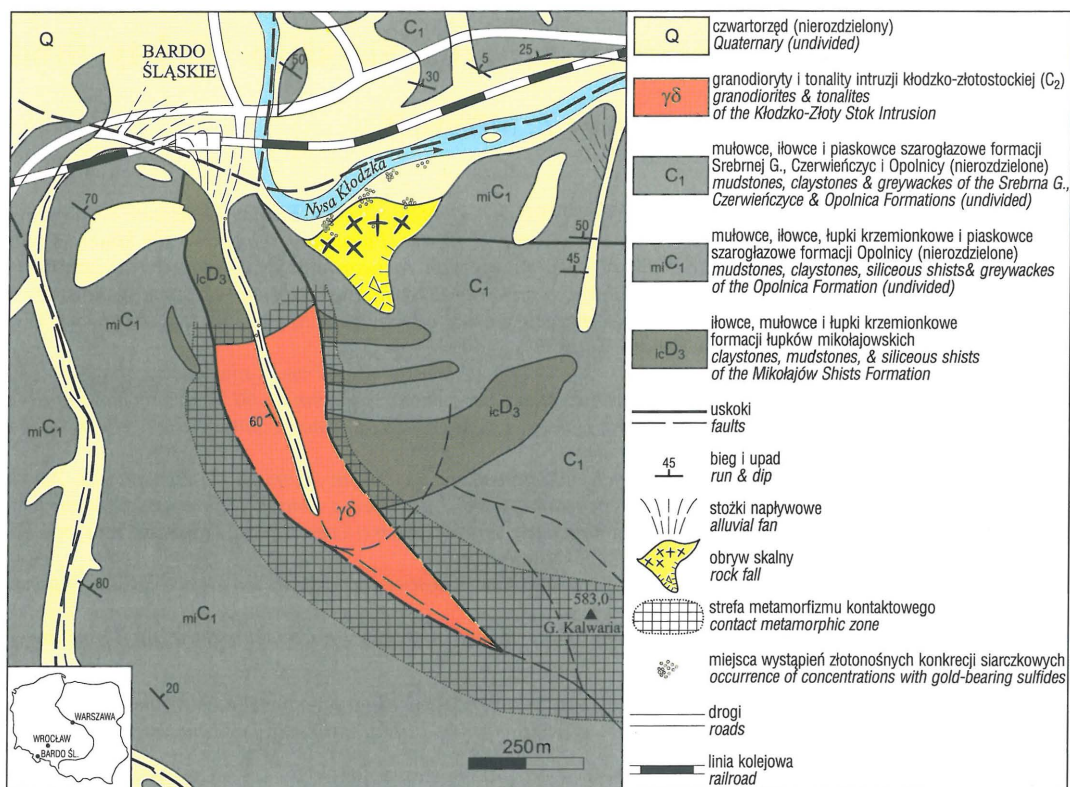 Q
BARDO
ŚLĄSKIE
C₁
50
30
5
25
Nysa Kłodzka
70
miC₁
50
45
icD₃
C₁
miC₁
miC₁
60
icD₃
C₁
γδ
80
miC₁
583,0
G. Kalwaria
20
WARSZAWA
WROCŁAW
BARDO ŚL.
250m
Q
czwartorzęd (nierozdzielony)
Quaternary (undivided)
γδ
granodioryty i tonality intruzji kłodzko-złotostockiej (C₂)
granodiorites & tonalites
of the Kłodzko-Złoty Stok Intrusion
C₁
mułowce, iłowce i piaskowce szarogłazowe formacji
Srebrnej G., Czerwieńczyc i Opolnicy (nierozdzielone)
mudstones, claystones & greywackes of the Srebrna G.,
Czerwieńczyce & Opolnica Formations (undivided)
miC₁
mułowce, iłowce, łupki krzemionkowe i piaskowce
szarogłazowe formacji Opolnicy (nierozdzielone)
mudstones, claystones, siliceous shists& greywackes
of the Opolnica Formation (undivided)
icD₃
iłowce, mułowce i łupki krzemionkowe
formacji łupków mikołajowskich
claystones, mudstones, & siliceous shists
of the Mikołajów Shists Formation
uskoki
faults
45
bieg i upad
run & dip
stożki napływowe
alluvial fan
obryw skalny
rock fall
strefa metamorfizmu kontaktowego
contact metamorphic zone
miejsca wystąpień złotonośnych konkrecji siarczkowych
occurrence of concentrations with gold-bearing sulfides
drogi
roads
linia kolejowa
railroad